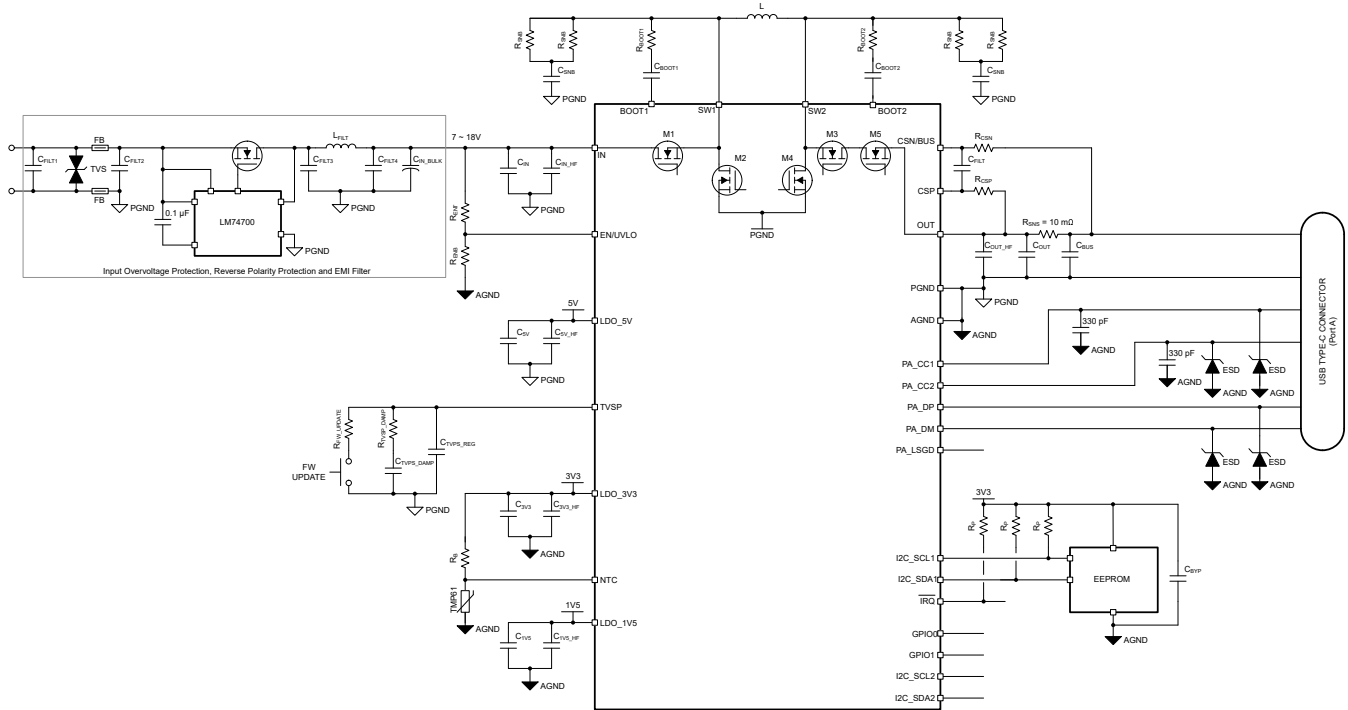 L
RSNB
RSNB
CSNB
PGND
RBOOT1
CBOOT1
RBOOT2
CBOOT2
RSNB
RSNB
CSNB
PGND
BOOT1
SW1
SW2
BOOT2
FB
LFILT
7 ~ 18V
CFILT1
TVS
CFILT2
CFILT3
CFILT4
CIN_BULK
FB
PGND
0.1 µF
LM74700
PGND
PGND
Input Overvoltage Protection, Reverse Polarity Protection and EMI Filter
CIN
CIN_HF
PGND
IN
M1
M2
M4
M3
M5
PGND
CSN/BUS
RCSN
CFILT
CSP
RCSP
OUT
RSNS = 10 mΩ
COUT_HF
COUT
CBUS
RENT
EN/UVLO
RENB
AGND
PGND
PGND
AGND
AGND
5V
LDO_5V
C5V
C5V_HF
PGND
330 pF
AGND
330 pF
AGND
PA_CC1
PA_CC2
ESD
ESD
AGND
AGND
USB TYPE-C CONNECTOR
(Port A)
TVSP
PA_DP
PA_DM
PA_LSGD
ESD
ESD
AGND
AGND
RFW_UPDATE
RTVSP_DAMP
CTVPS_REG
CTVPS_DAMP
FW
UPDATE
PGND
3V3
LDO_3V3
C3V3
C3V3_HF
AGND
RB
NTC
TMP61
AGND
1V5
LDO_1V5
C1V5
C1V5_HF
AGND
3V3
RP
RP
RP
I2C_SCL1
I2C_SDA1
IRQ
EEPROM
CBYP
AGND
GPIO0
GPIO1
I2C_SCL2
I2C_SDA2